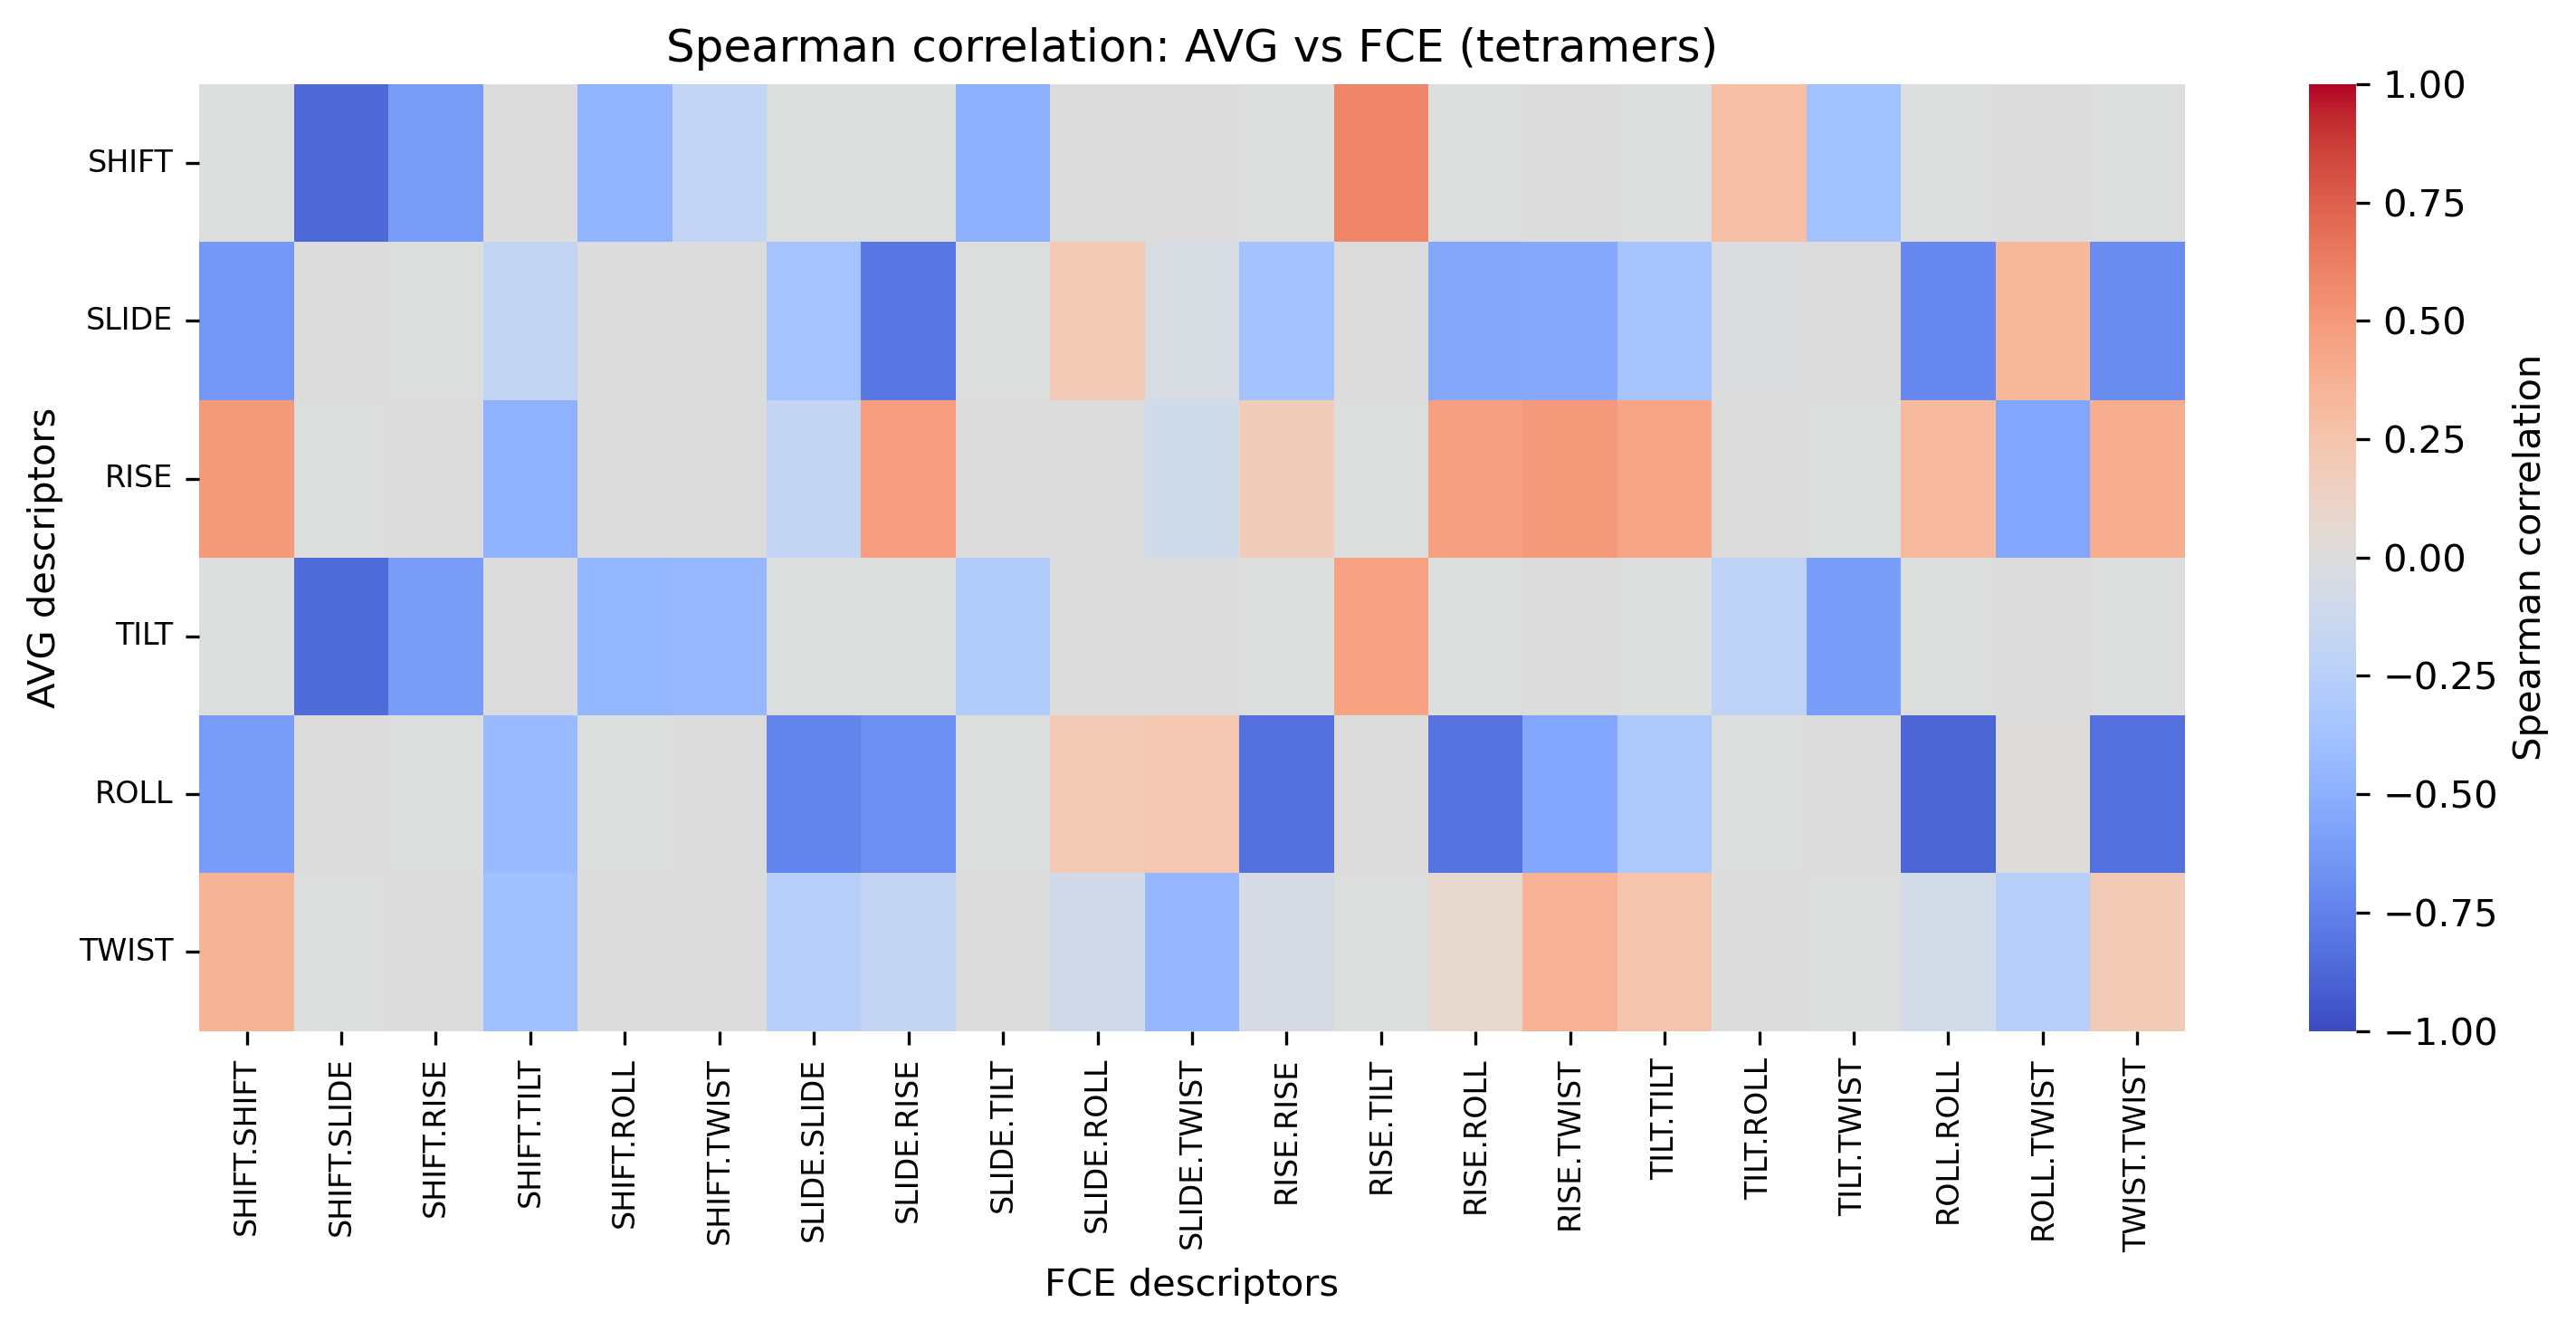 Spearman correlation: AVG vs FCE (tetramers)
AVG descriptors
SHIFT
SLIDE
RISE
TILT
ROLL
TWIST
SHIFT.SHIFT
SHIFT.SLIDE
SHIFT.RISE
SHIFT.TILT
SHIFT.ROLL
SHIFT.TWIST
SLIDE.SLIDE
SLIDE.RISE
SLIDE.TILT
SLIDE.ROLL
SLIDE.TWIST
RISE.RISE
RISE.TILT
RISE.ROLL
RISE.TWIST
TILT.TILT
TILT.ROLL
TILT.TWIST
ROLL.ROLL
ROLL.TWIST
TWIST.TWIST
FCE descriptors
1.00
0.75
0.50
0.25
0.00
−0.25
−0.50
−0.75
−1.00
Spearman correlation